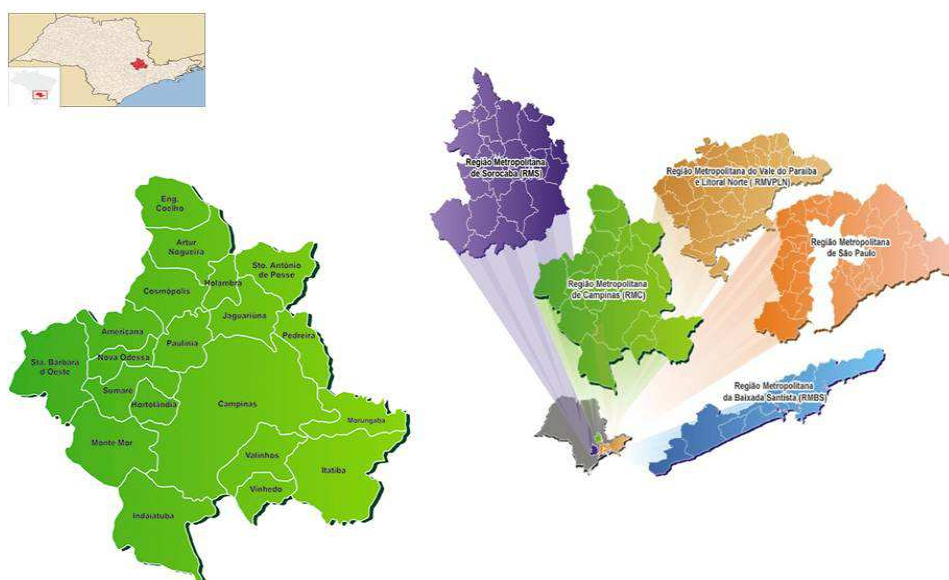 Eng.
Coelho
Artur
Nogueira
Sto. Antônio
de Posse
Holambra
Cosmópolis
Jaguariúna
Americana
Paulínia
Pedreira
Nova Odessa
Sta. Bárbara
d'Oeste
Sumaré
Hortolândia
Campinas
Morungaba
Monte Mor
Valinhos
Itatiba
Vinhedo
Indaiatuba
Região Metropolitana
de Sorocaba (RMS)
Região Metropolitana do Vale do Paraíba
e Litoral Norte ( RMVPLN)
Região Metropolitana
de São Paulo
Região Metropolitana
de Campinas (RMC)
Região Metropolitana
da Baixada Santista (RMBS)